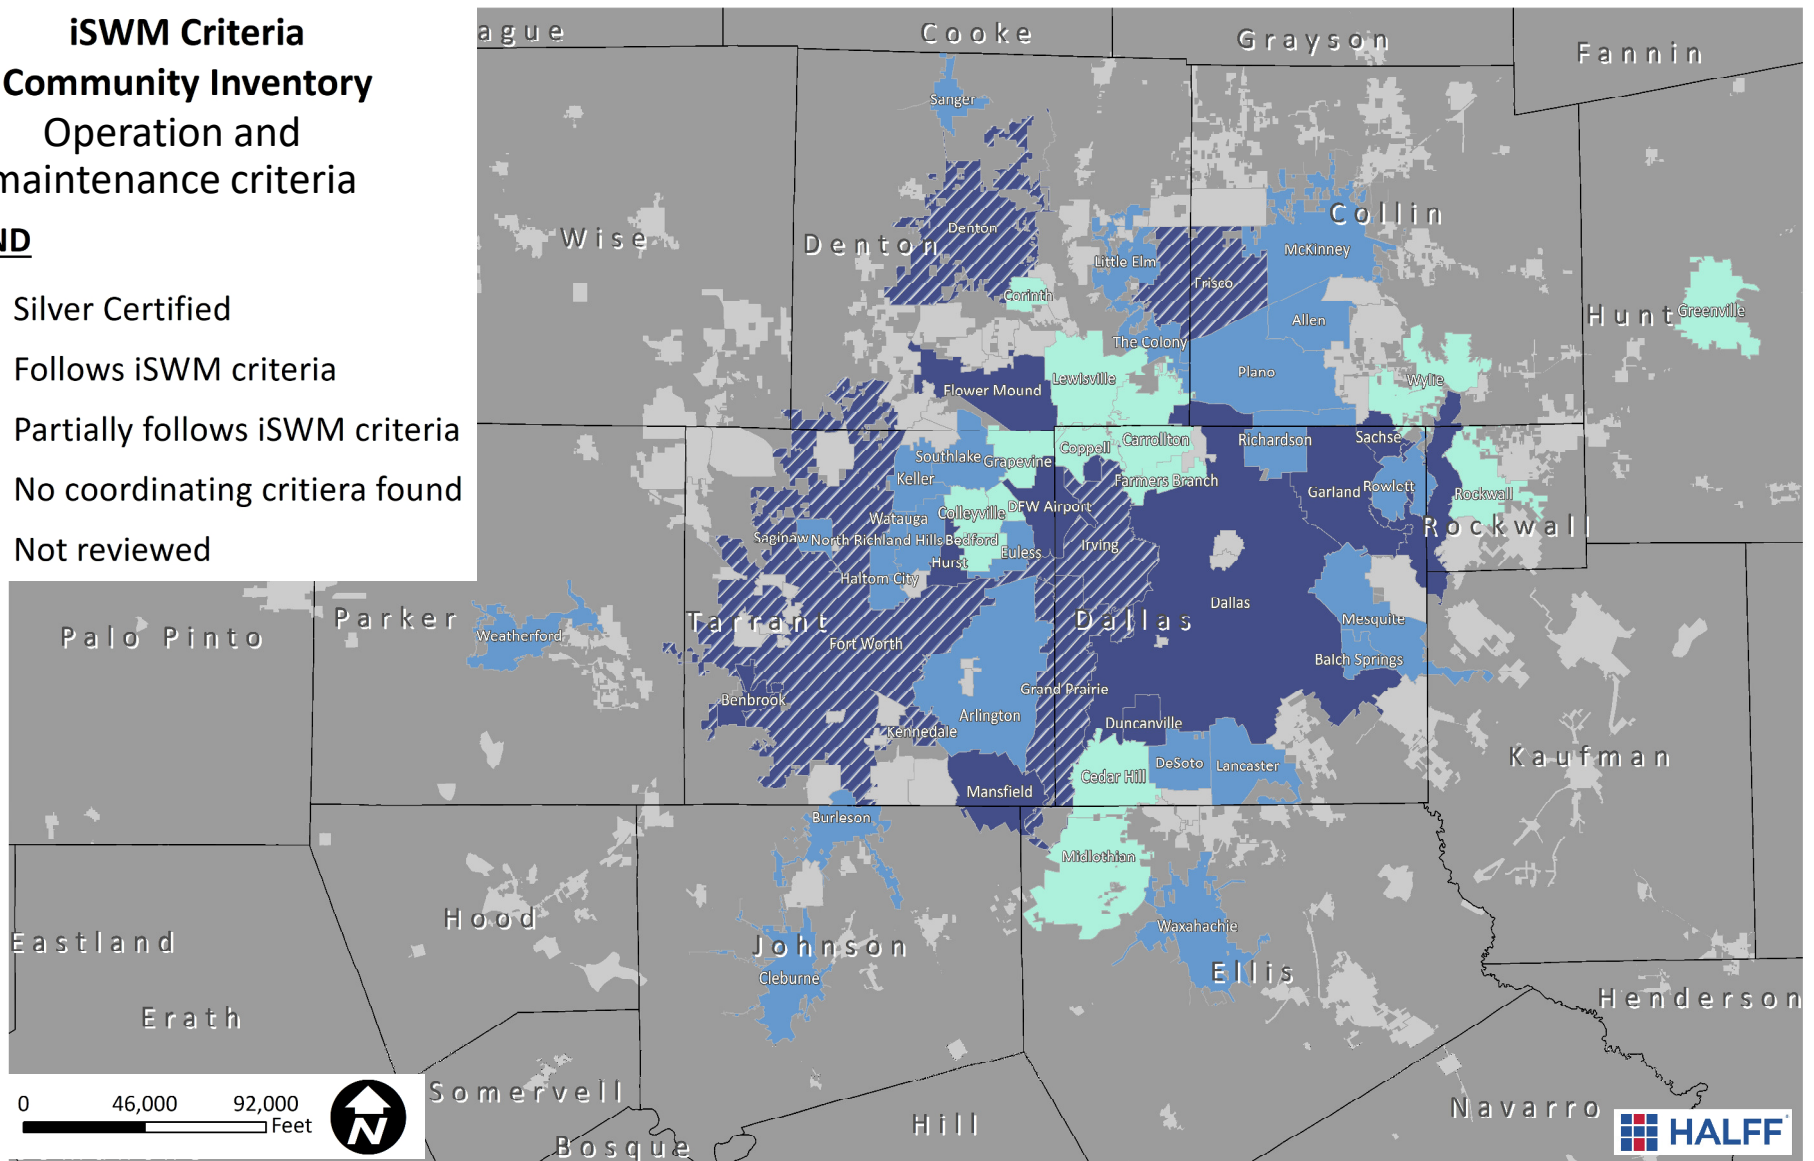 iSWM Criteria
Community Inventory
Operation and
maintenance criteria
ND
Silver Certified
Follows iSWM criteria
Partially follows iSWM criteria
No coordinating critiera found
Not reviewed
ague
Cooke
Grayson
Fannin
Sanger
Wise
Denton
Denton
Collin
McKinney
Little Elm
Frisco
Corinth
Hunt
Greenville
Allen
The Colony
Plano
Wylie
Lewisville
Flower Mound
Southlake
Grapevine
Coppell
Carrollton
Richardson
Sachse
Keller
Farmers Branch
Garland
Rowlett
Rockwall
Rockwall
Colleyville
DFW Airport
Watauga
Saginaw
North Richland Hills
Bedford
Euless
Irving
Hurst
Haltom City
Dallas
Parker
Palo Pinto
Weatherford
Tarrant
Fort Worth
Dallas
Mesquite
Balch Springs
Benbrook
Grand Prairie
Arlington
Kennedale
Duncanville
Cedar Hill
DeSoto
Lancaster
Kaufman
Mansfield
Burleson
Midlothian
Hood
Johnson
Cleburne
Waxahachie
Ellis
Eastland
Erath
Henderson
Somervell
Bosque
Hill
Navarro
0 46,000 92,000
Feet
N
HALFF